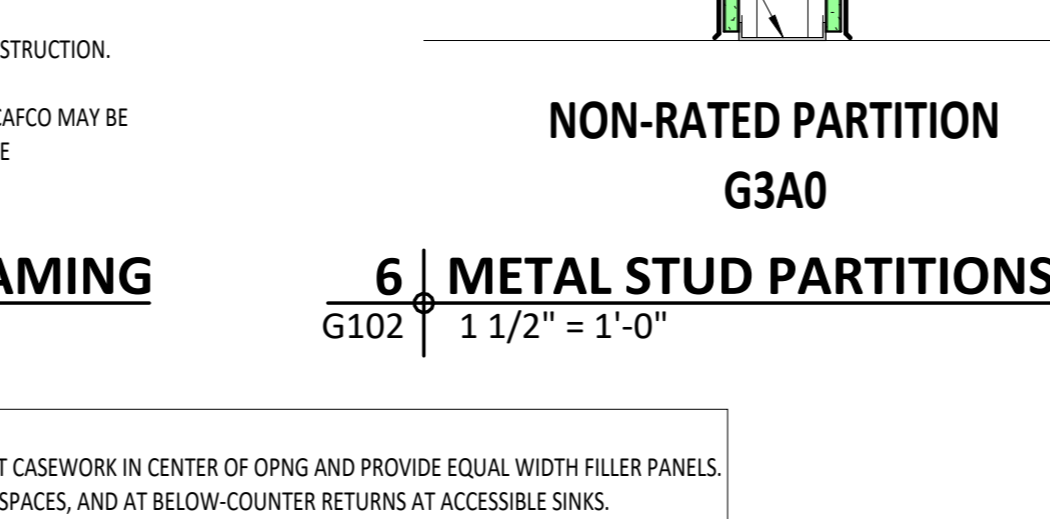 STRUCTION.
CAFCO MAY BE
E
NON-RATED PARTITION
G3A0
AMING
6 METAL STUD PARTITIONS
G102 1 1/2" = 1'-0"
T CASEWORK IN CENTER OF OPNG AND PROVIDE EQUAL WIDTH FILLER PANELS.
SPACES, AND AT BELOW-COUNTER RETURNS AT ACCESSIBLE SINKS.